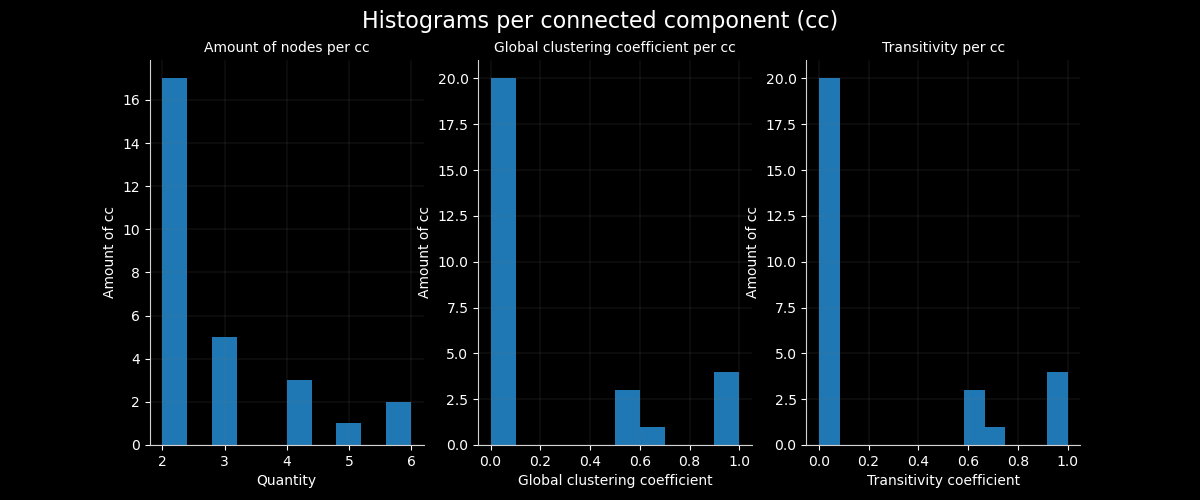 Histograms per connected component (cc)
Amount of nodes per cc
Amount of cc
16
14
12
10
8
6
4
2
0
2 3 4 5 6
Quantity
Global clustering coefficient per cc
Amount of cc
20.0
17.5
15.0
12.5
10.0
7.5
5.0
2.5
0.0
0.0 0.2 0.4 0.6 0.8 1.0
Global clustering coefficient
Transitivity per cc
Amount of cc
20.0
17.5
15.0
12.5
10.0
7.5
5.0
2.5
0.0
0.0 0.2 0.4 0.6 0.8 1.0
Transitivity coefficient